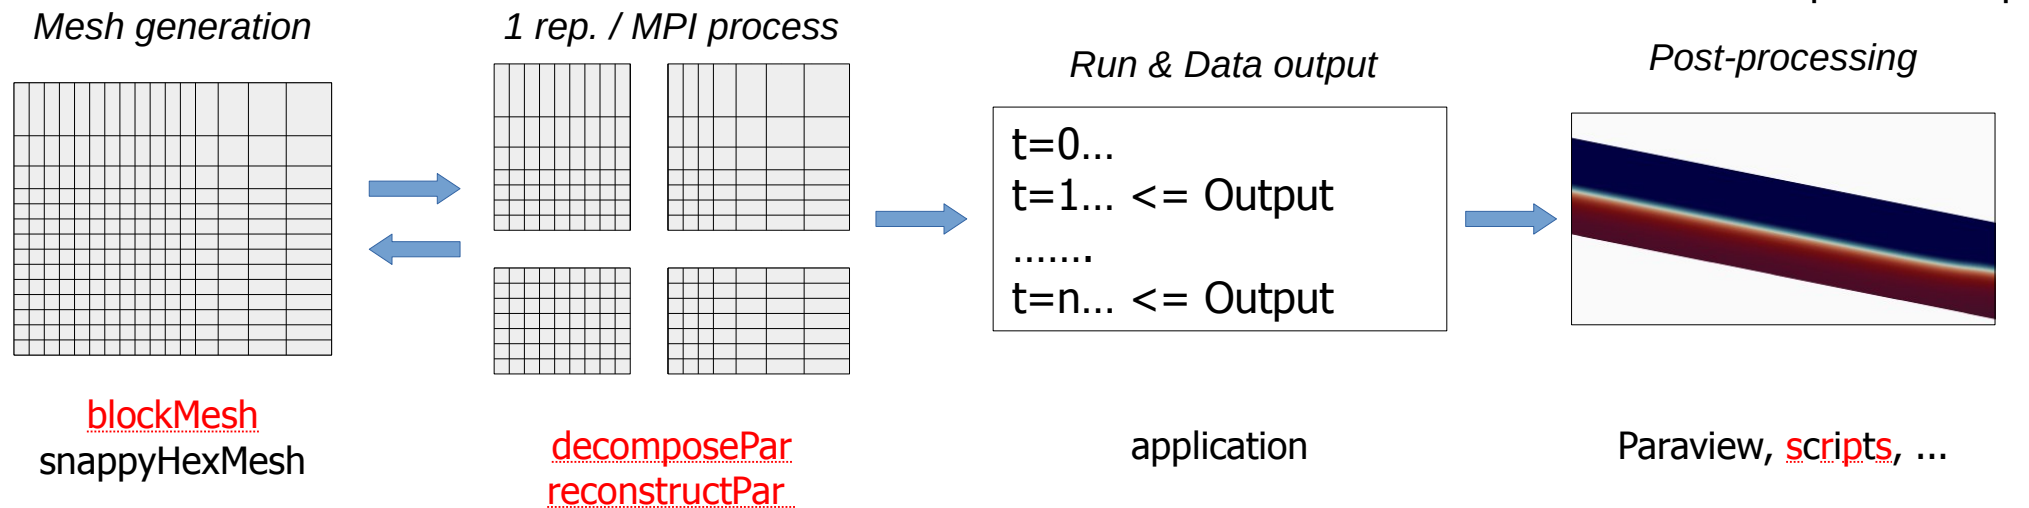 Mesh generation
1 rep. / MPI process
Run & Data output
Post-processing
t=0...
t=1... <= Output
.......
t=n... <= Output
blockMesh
snappyHexMesh
decomposePar
reconstructPar
application
Paraview, scripts, ...